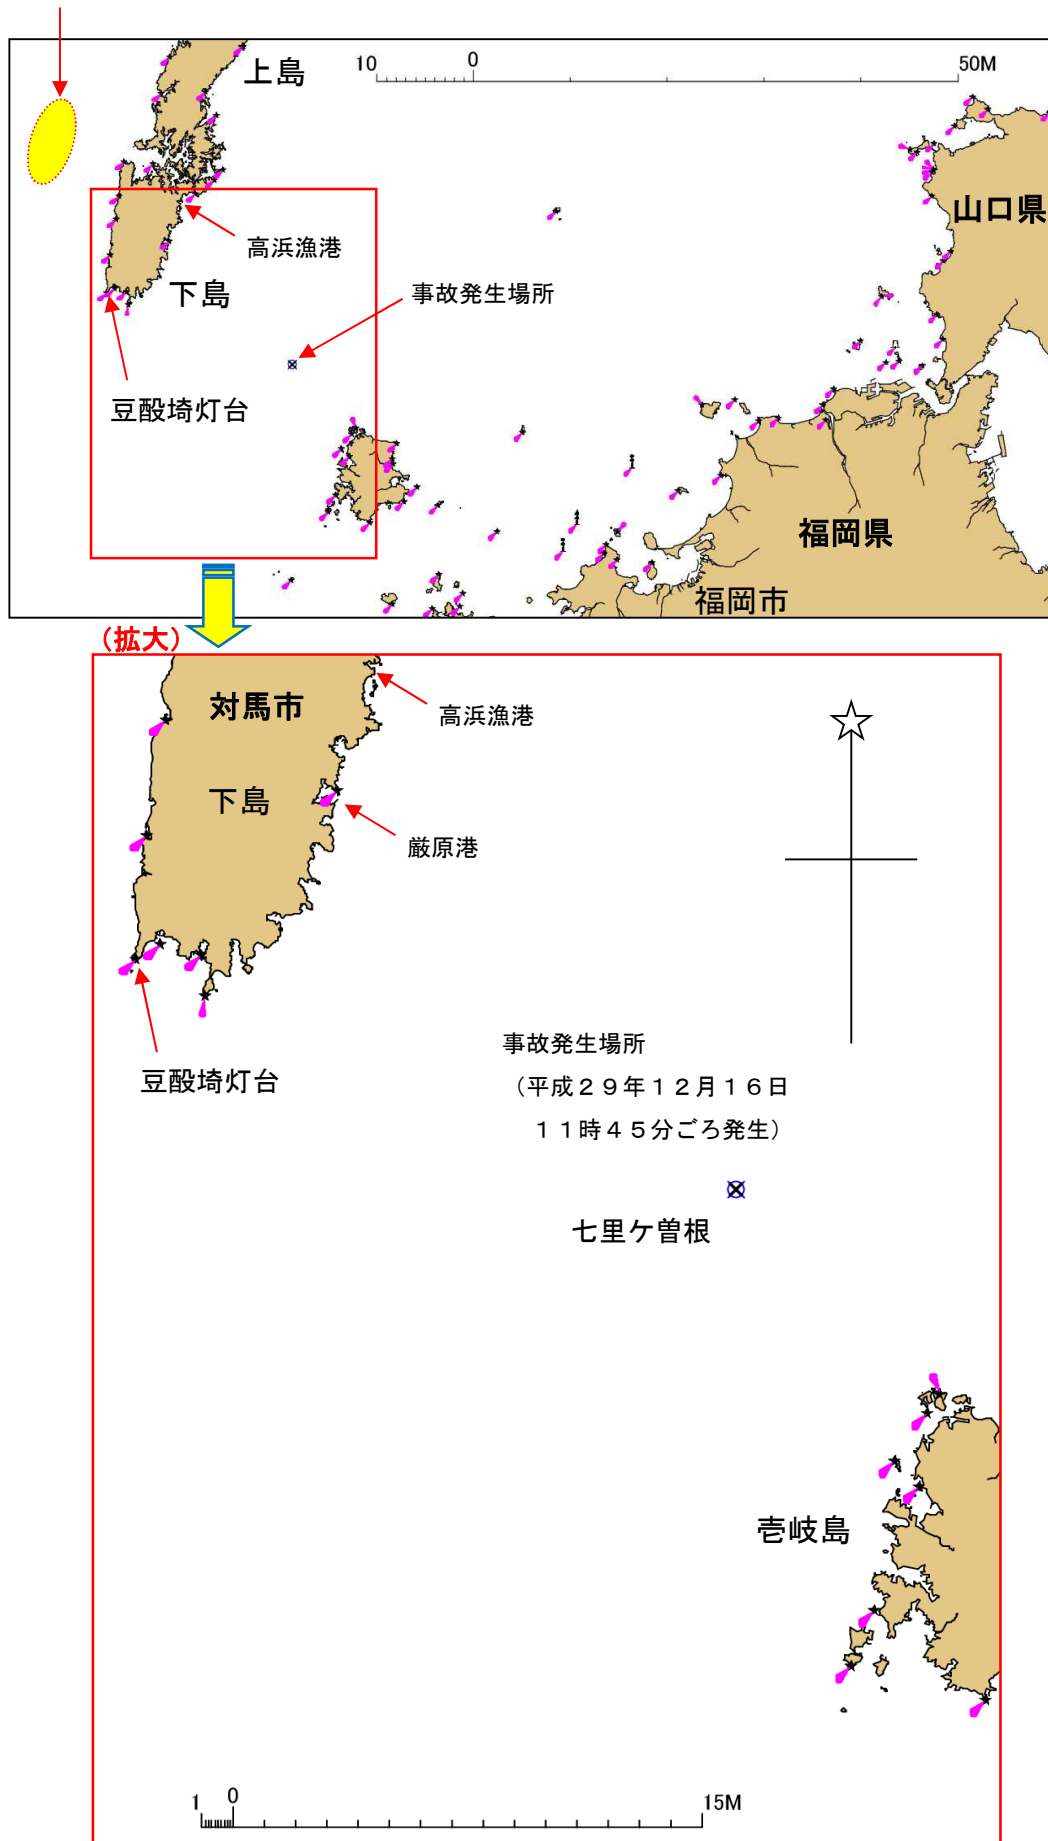 上島
10 0 50M
山口県
高浜漁港
下島
事故発生場所
豆酘埼灯台
福岡県
福岡市
（拡大）
対馬市
高浜漁港
下島
厳原港
豆酘埼灯台
事故発生場所
（平成２９年１２月１６日
１１時４５分ごろ発生）
七里ケ曽根
壱岐島
1 0 15M